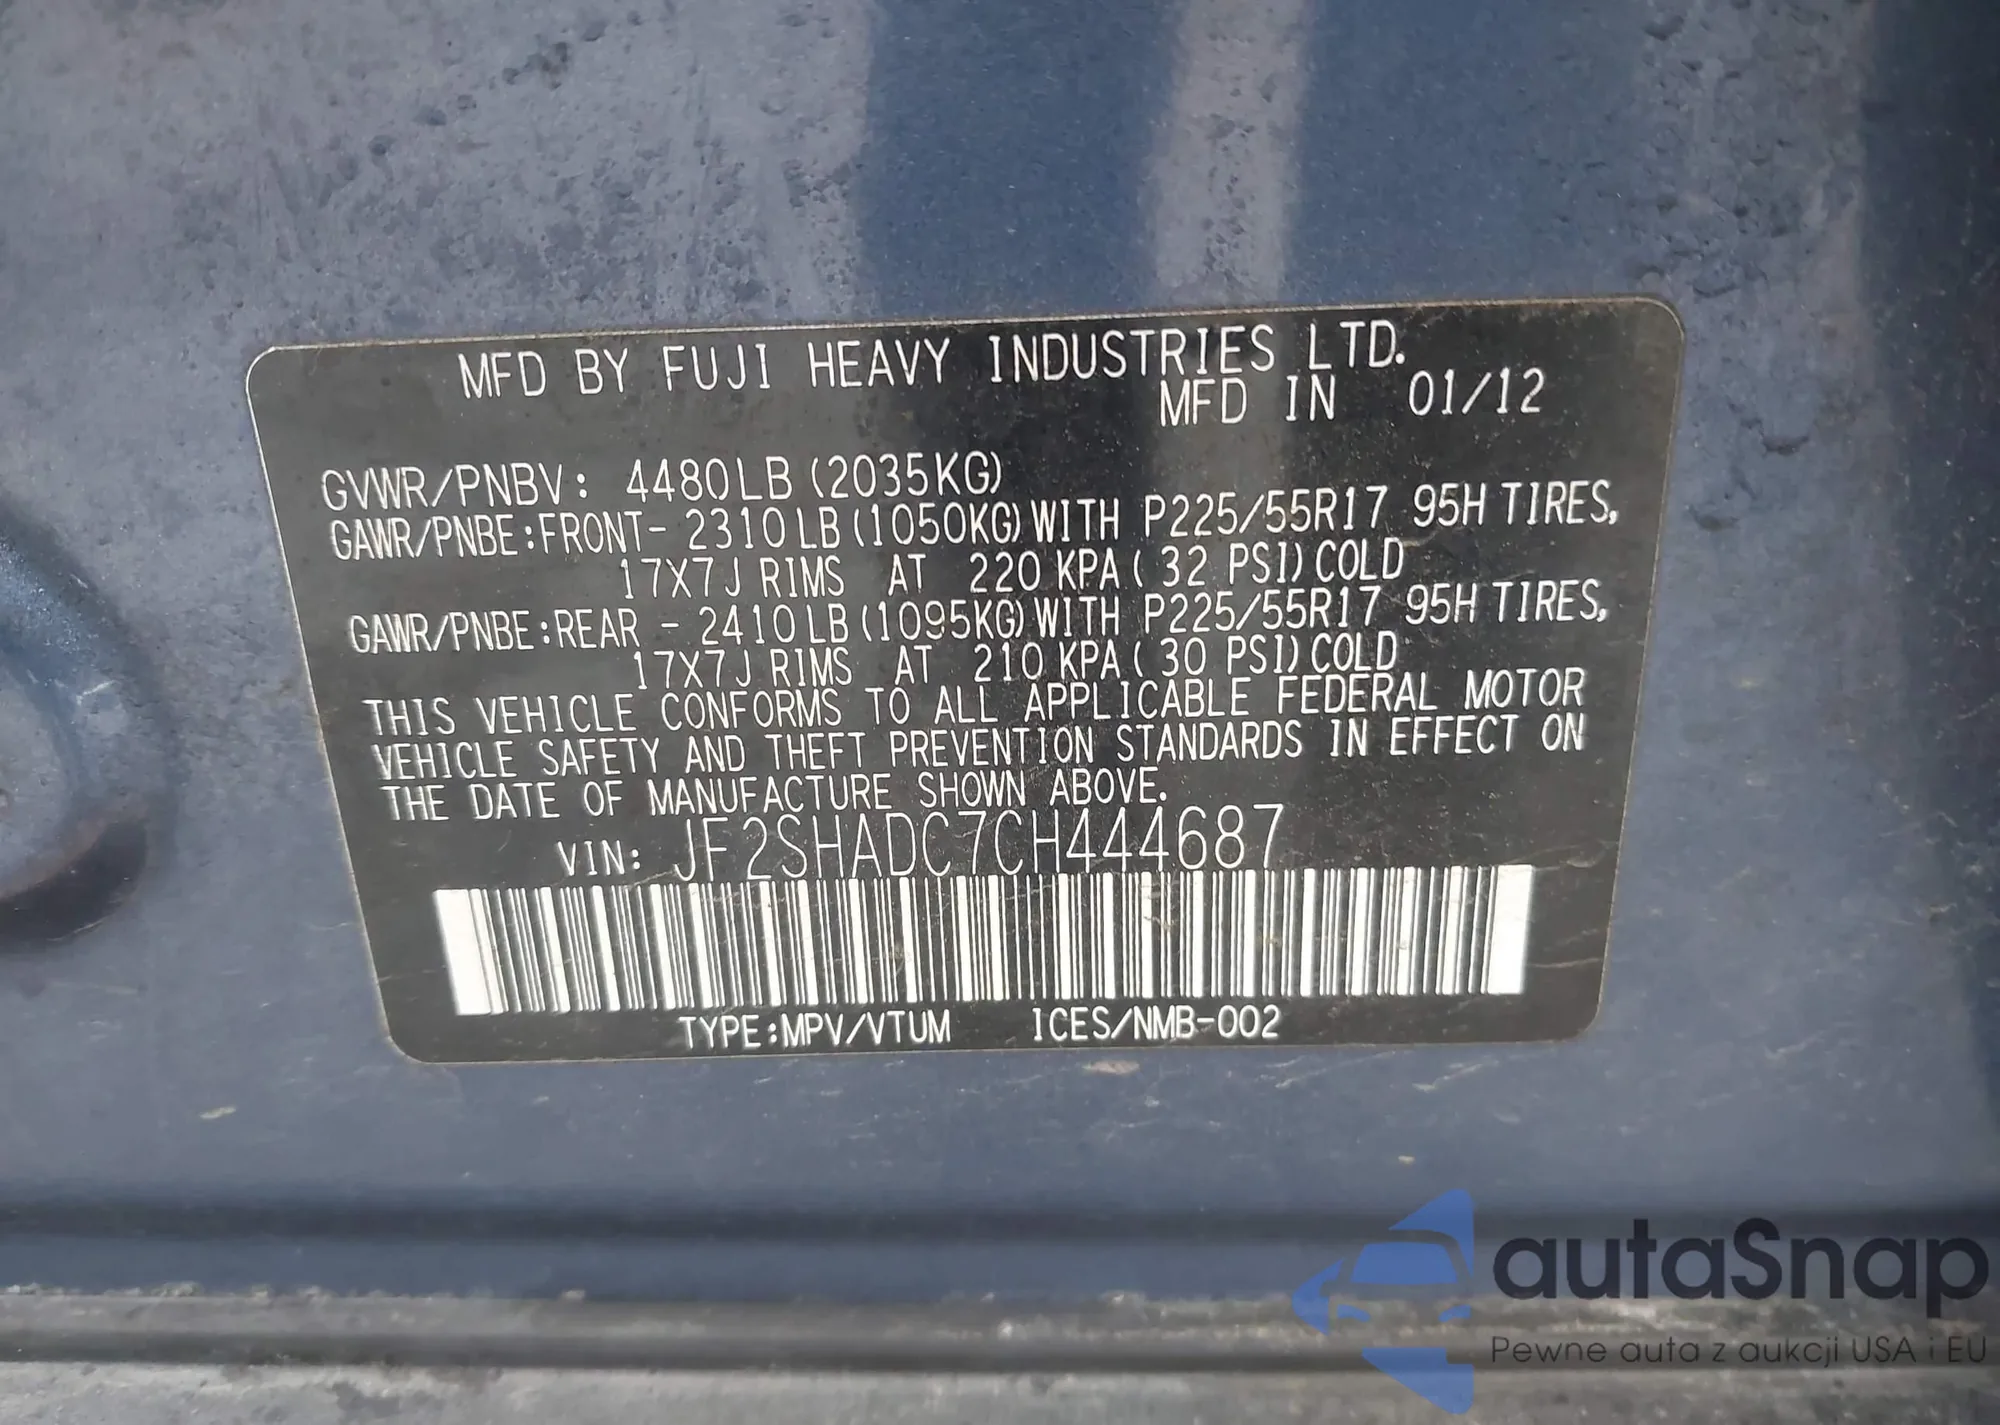 MFD BY FUJI HEAVY INDUSTRIES LTD.
MFD IN 01/12
GVWR/PNBV: 4480LB (2035KG)
GAWR/PNBE:FRONT- 2310LB (1050KG) WITH P225/55R17 95H TIRES,
17X7J RIMS AT 220 KPA ( 32 PSI) COLD
GAWR/PNBE:REAR - 2410LB (1095KG) WITH P225/55R17 95H TIRES,
17X7J RIMS AT 210 KPA ( 30 PSI) COLD
THIS VEHICLE CONFORMS TO ALL APPLICABLE FEDERAL MOTOR
VEHICLE SAFETY AND THEFT PREVENTION STANDARDS IN EFFECT ON
THE DATE OF MANUFACTURE SHOWN ABOVE.
VIN: JF2SHADC7CH444687
TYPE:MPV/VTUM ICES/NMB-002
autaSnap
Pewne auta z aukcji USA i EU